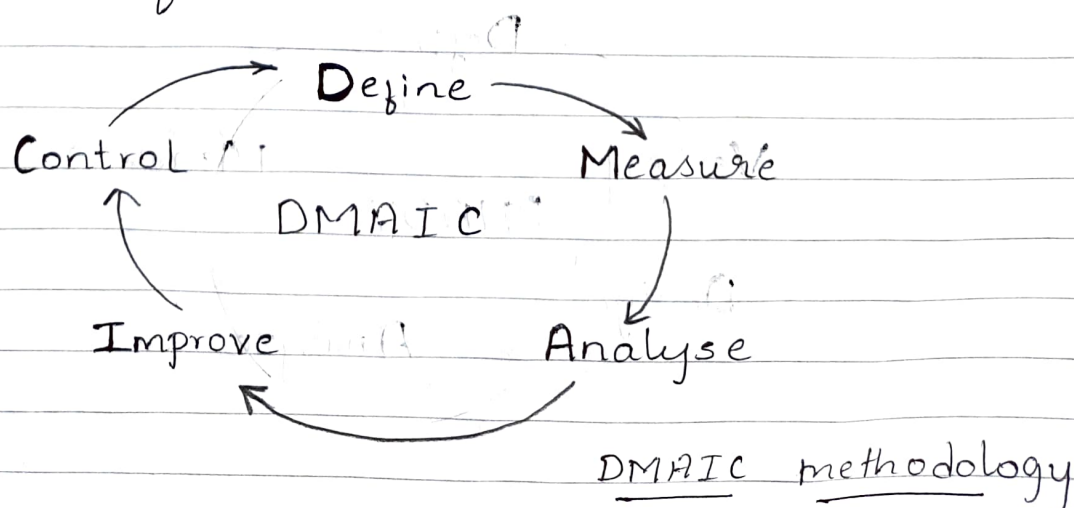 Define
Control Measure
DMAIC
Improve Analyse
DMAIC methodology